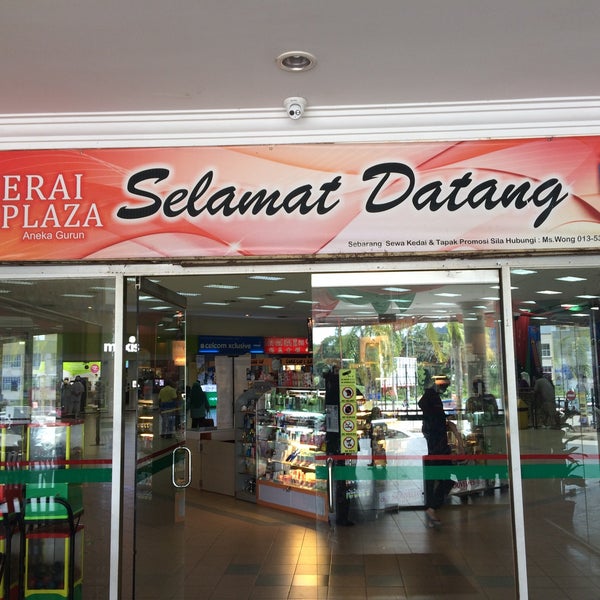 ERAI
PLAZA
Aneka Gurun
Selamat Datang
Sebarang Sewa Kedai & Tapak Promosi Sila Hubungi : Ms.Wong 013-53
celcom xclusive